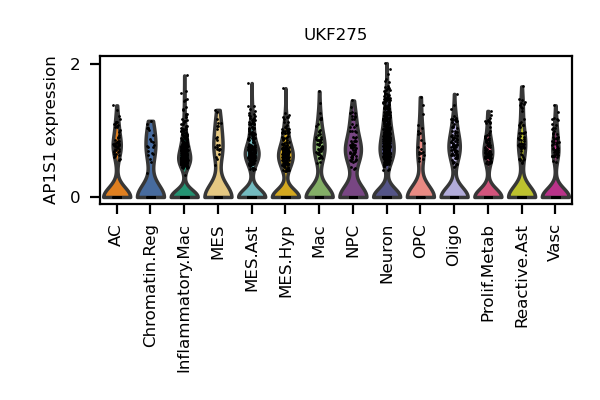 UKF275
AP1S1 expression
2
0
AC
Chromatin.Reg
Inflammatory.Mac
MES
MES.Ast
MES.Hyp
Mac
NPC
Neuron
OPC
Oligo
Prolif.Metab
Reactive.Ast
Vasc